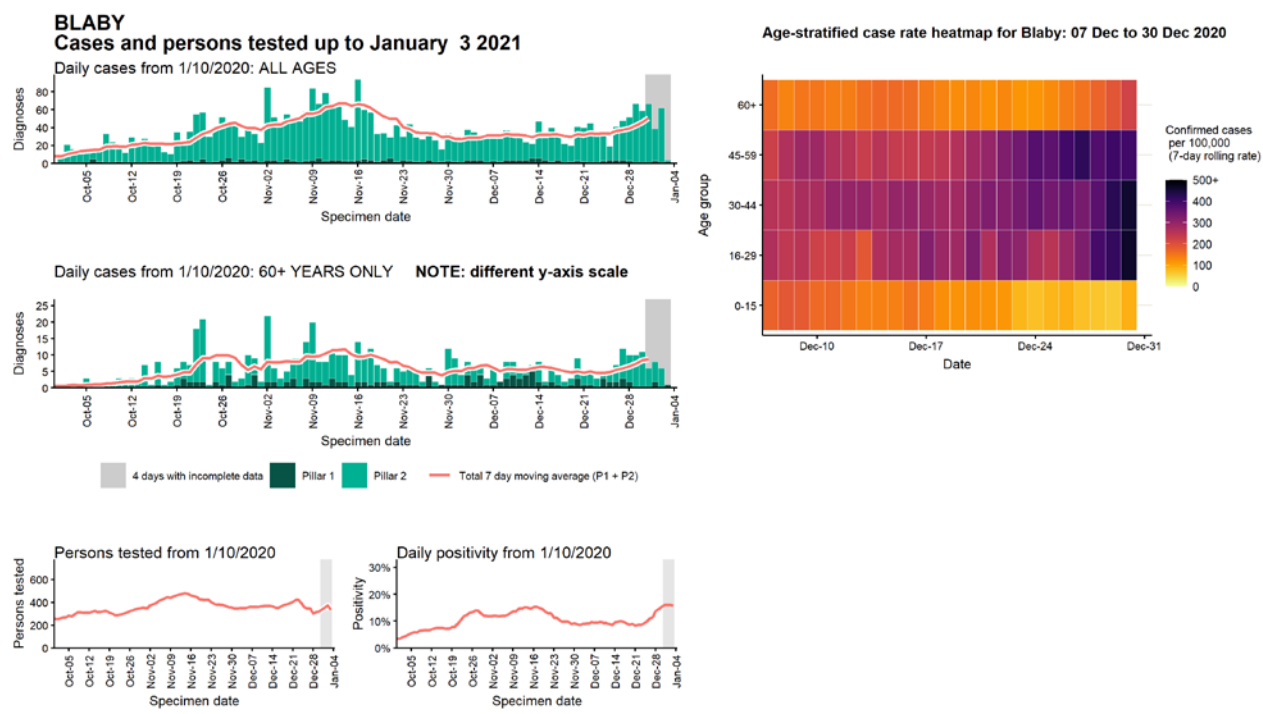 BLABY
Cases and persons tested up to January 3 2021
Daily cases from 1/10/2020: ALL AGES
Diagnoses
80
60
40
20
0
Oct-05 Oct-12 Oct-19 Oct-26 Nov-02 Nov-09 Nov-16 Nov-23 Nov-30 Dec-07 Dec-14 Dec-21 Dec-28 Jan-04
Specimen date
Daily cases from 1/10/2020: 60+ YEARS ONLY NOTE: different y-axis scale
Diagnoses
25
20
15
10
5
0
Oct-05 Oct-12 Oct-19 Oct-26 Nov-02 Nov-09 Nov-16 Nov-23 Nov-30 Dec-07 Dec-14 Dec-21 Dec-28 Jan-04
Specimen date
4 days with incomplete data Pillar 1 Pillar 2 Total 7 day moving average (P1 + P2)
Persons tested from 1/10/2020
Persons tested
600
400
200
0
Oct-05 Oct-12 Oct-19 Oct-26 Nov-02 Nov-09 Nov-16 Nov-23 Nov-30 Dec-07 Dec-14 Dec-21 Dec-28 Jan-04
Specimen date
Daily positivity from 1/10/2020
Positivity
30%
20%
10%
0%
Oct-05 Oct-12 Oct-19 Oct-26 Nov-02 Nov-09 Nov-16 Nov-23 Nov-30 Dec-07 Dec-14 Dec-21 Dec-28 Jan-04
Specimen date
Age-stratified case rate heatmap for Blaby: 07 Dec to 30 Dec 2020
Age group
60+
45-59
30-44
16-29
0-15
Dec-10 Dec-17 Dec-24 Dec-31
Date
Confirmed cases
per 100,000
(7-day rolling rate)
500+
400
300
200
100
0